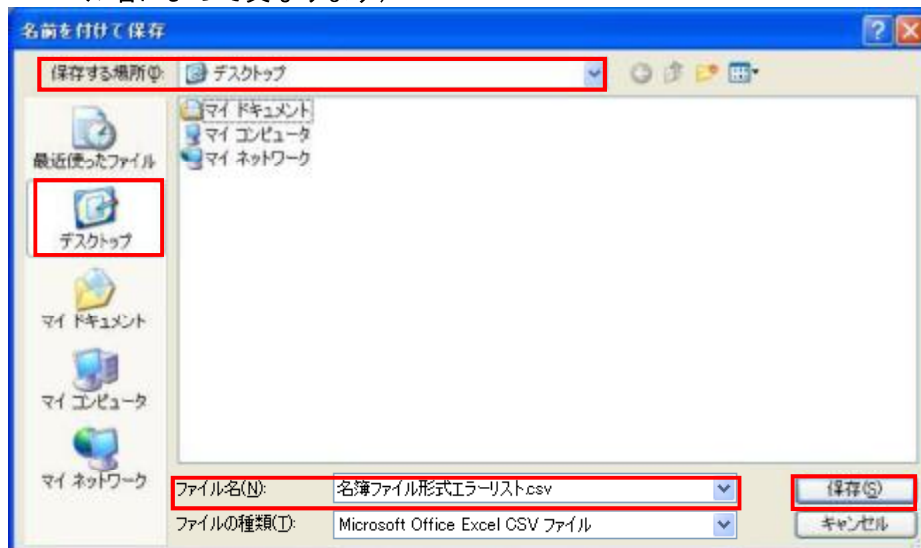 名前を付けて保存
保存する場所(I):
デスクトップ
マイ ドキュメント
マイ コンピュータ
マイ ネットワーク
最近使ったファイル
デスクトップ
マイ ドキュメント
マイ コンピュータ
マイ ネットワーク
ファイル名(N):
名簿ファイル形式エラーリスト.csv
保存(S)
ファイルの種類(T):
Microsoft Office Excel CSV ファイル
キャンセル